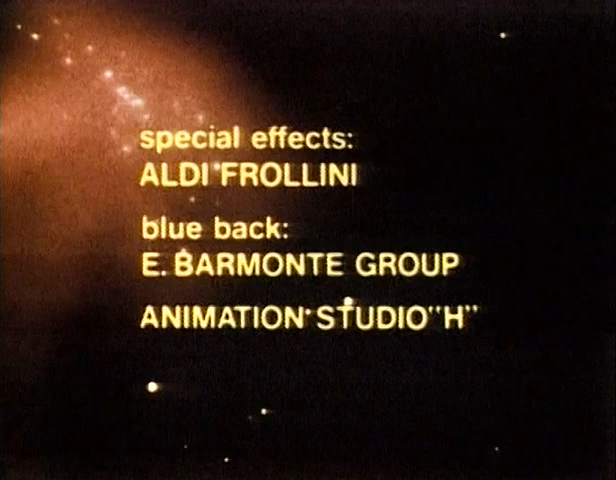 special effects:
ALDI FROLLINI
blue back:
E. BARMONTE GROUP
ANIMATION STUDIO"H"